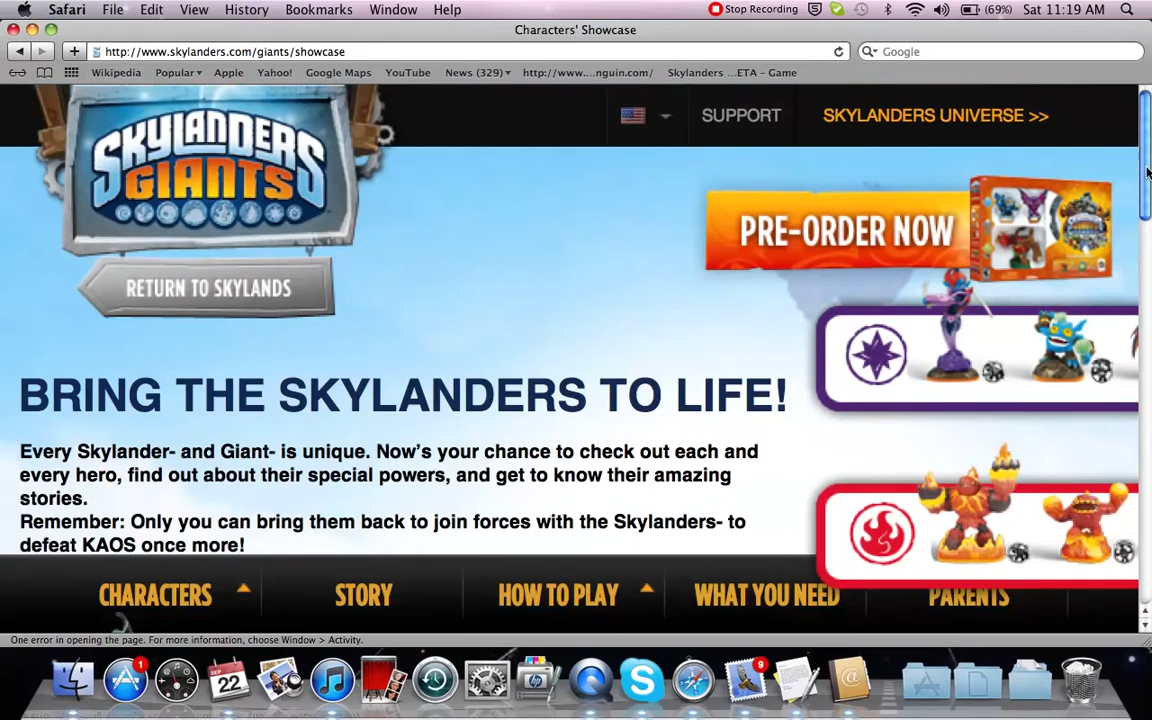 Safari File Edit View History Bookmarks Window Help Stop Recording (69%) Sat 11:19 AM
Characters' Showcase
http://www.skylanders.com/giants/showcase Google
Wikipedia Popular Apple Yahoo! Google Maps YouTube News (329) http://www....nguin.com/ Skylanders ...ETA - Game
SKYLANDERS
GIANTS
SUPPORT SKYLANDERS UNIVERSE >>
PRE-ORDER NOW
RETURN TO SKYLANDS
BRING THE SKYLANDERS TO LIFE!
Every Skylander- and Giant- is unique. Now's your chance to check out each and
every hero, find out about their special powers, and get to know their amazing
stories.
Remember: Only you can bring them back to join forces with the Skylanders- to
defeat KAOS once more!
CHARACTERS STORY HOW TO PLAY WHAT YOU NEED PARENTS
One error in opening the page. For more information, choose Window > Activity.
1
SEP
22
9